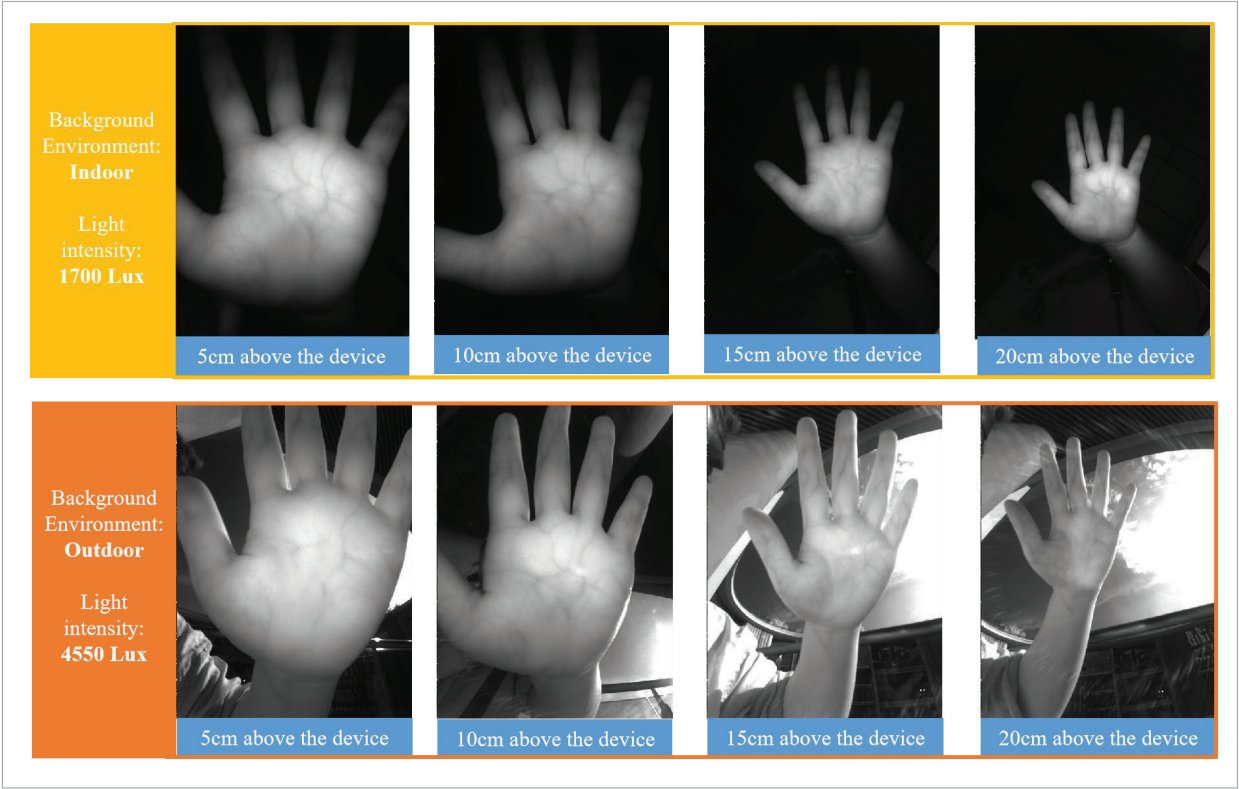 Background
Environment:
Indoor
Light
intensity:
1700 Lux
5cm above the device
10cm above the device
15cm above the device
20cm above the device
Background
Environment:
Outdoor
Light
intensity:
4550 Lux
5cm above the device
10cm above the device
15cm above the device
20cm above the device